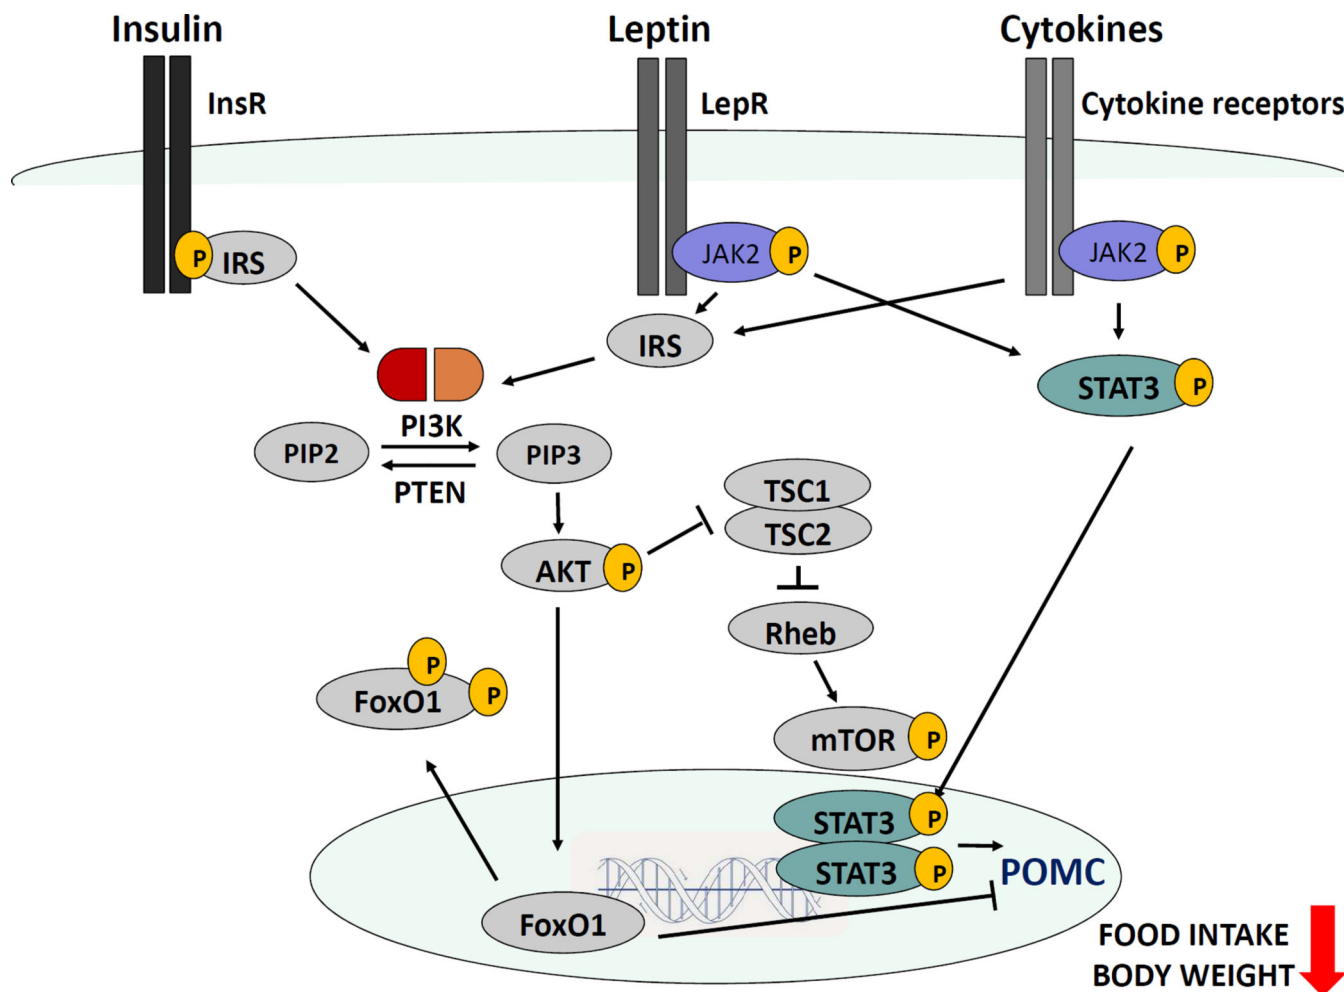 Insulin
Leptin
Cytokines
InsR
LepR
Cytokine receptors
P
IRS
JAK2
P
JAK2
P
IRS
STAT3
P
PI3K
PIP2
PIP3
PTEN
TSC1
TSC2
AKT
P
Rheb
P
FoxO1
P
mTOR
P
STAT3
P
STAT3
P
POMC
FoxO1
FOOD INTAKE
BODY WEIGHT